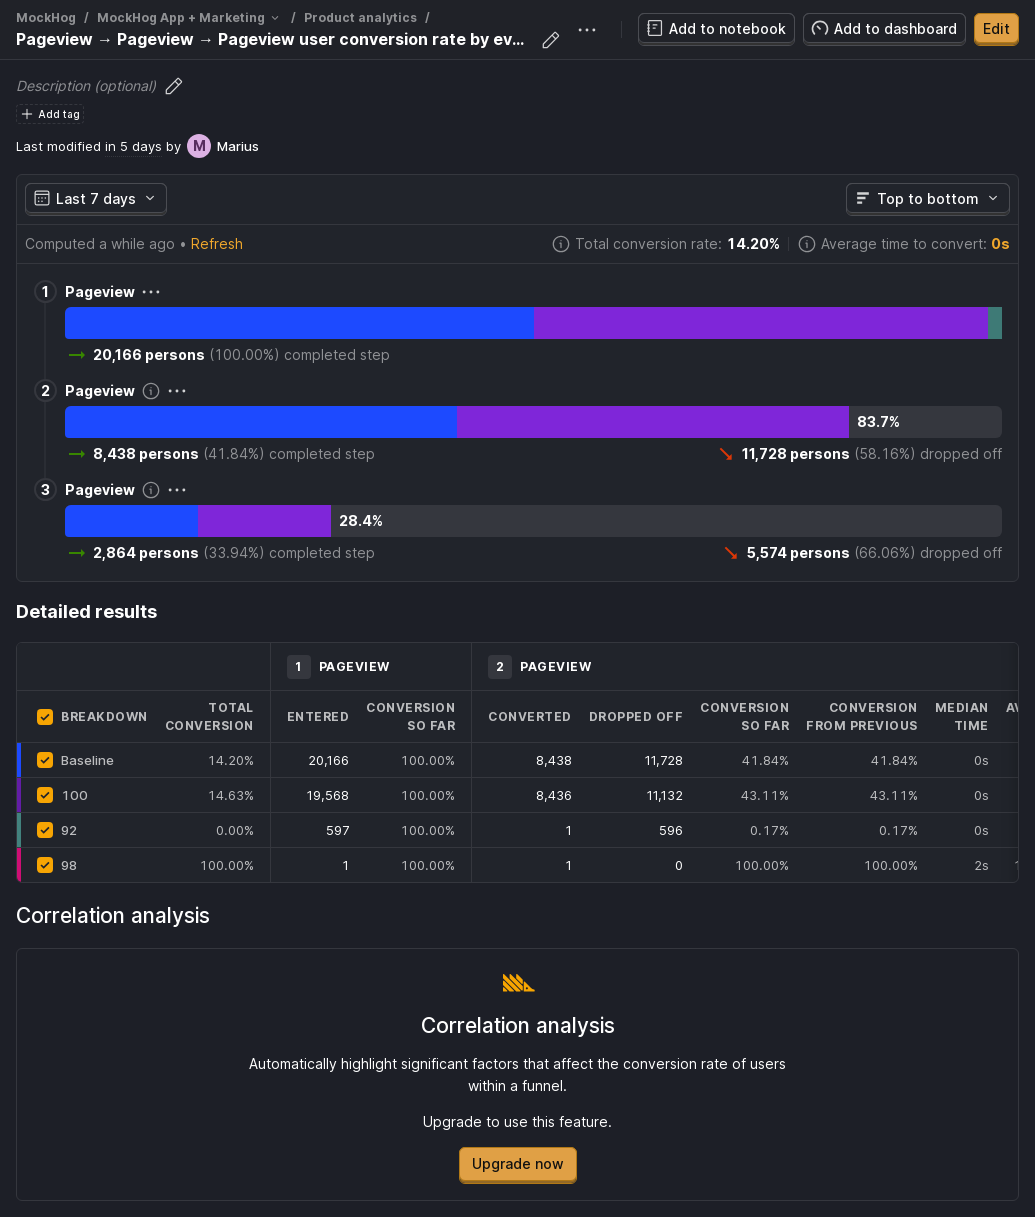 MockHog / MockHog App + Marketing / Product analytics /
Pageview → Pageview → Pageview user conversion rate by ev...
Add to notebook
Add to dashboard
Edit
Description (optional)
Add tag
Last modified in 5 days by M Marius
Last 7 days
Top to bottom
Computed a while ago • Refresh
Total conversion rate: 14.20%
Average time to convert: 0s
1 Pageview
20,166 persons (100.00%) completed step
2 Pageview
83.7%
8,438 persons (41.84%) completed step
11,728 persons (58.16%) dropped off
3 Pageview
28.4%
2,864 persons (33.94%) completed step
5,574 persons (66.06%) dropped off
Detailed results
1 PAGEVIEW 2 PAGEVIEW
BREAKDOWN TOTAL CONVERSION ENTERED CONVERSION SO FAR CONVERTED DROPPED OFF CONVERSION SO FAR CONVERSION FROM PREVIOUS MEDIAN TIME
Baseline 14.20% 20,166 100.00% 8,438 11,728 41.84% 41.84% 0s
100 14.63% 19,568 100.00% 8,436 11,132 43.11% 43.11% 0s
92 0.00% 597 100.00% 1 596 0.17% 0.17% 0s
98 100.00% 1 100.00% 1 0 100.00% 100.00% 2s
Correlation analysis
Correlation analysis
Automatically highlight significant factors that affect the conversion rate of users
within a funnel.
Upgrade to use this feature.
Upgrade now